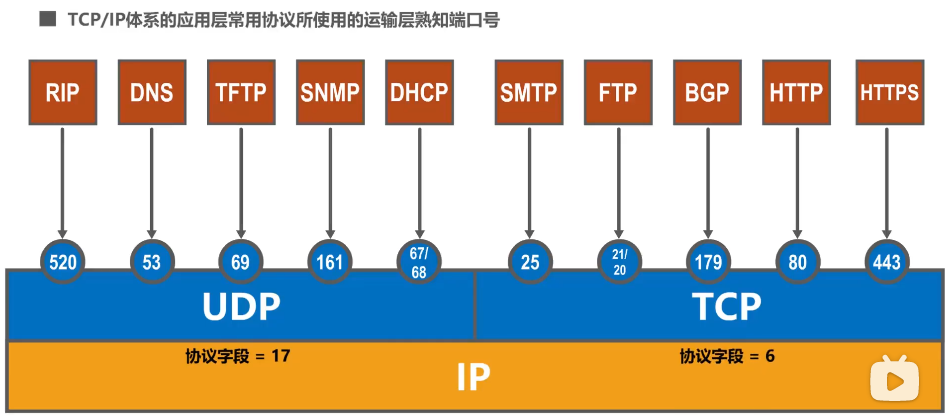 TCP/IP体系的应用层常用协议所使用的运输层熟知端口号
RIP DNS TFTP SNMP DHCP SMTP FTP BGP HTTP HTTPS
520 53 69 161 67/ 25 21/ 179 80 443
68 20
UDP TCP
协议字段 = 17 协议字段 = 6
IP